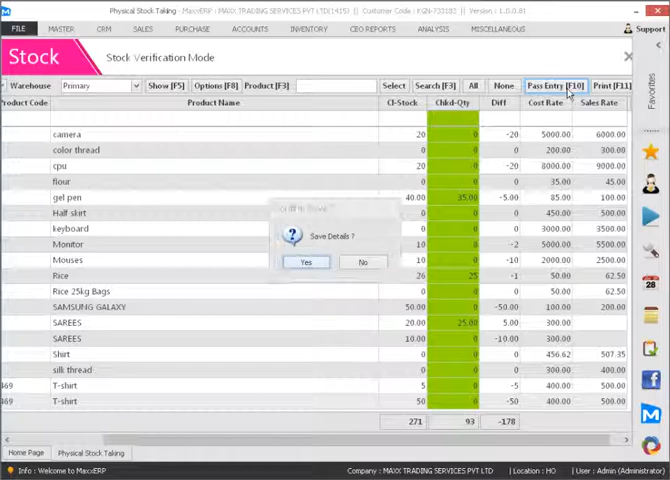 Physical Stock Taking - MAXX TRADING SERVICES PVT LTD(1415) : Customer Code : KGN-733183 :: Version : 1.0.0.81
FILE MASTER CRM SALES PURCHASE ACCOUNTS INVENTORY CEO REPORTS ANALYSIS MISCELLANEOUS Support
Stock Stock Verification Mode
Warehouse Primary Show [F5] Options [F8] Product [F3] Select Search [F3] All None Pass Entry [F10] Print [F11]
Product Code Product Name Cl-Stock Chkd-Qty Diff Cost Rate Sales Rate
camera 20 0 -20 5000.00 6000.00
color thread 0 0 200.00 300.00
cpu 20 0 -20 8000.00 9000.00
flour 0 0 35.00 45.00
gel pen 40.00 35.00 -5.00 85.00 100.00
Half skirt 0 450.00 500.00
keyboard 0 0 3000.00 3500.00
Monitor 10 -2 5000.00 5500.00
Mouses 10 0 -10 2000.00 2500.00
Rice 26 25 -1 50.00 62.50
Rice 25kg Bags 0 0 50.00 62.50
SAMSUNG GALAXY 50.00 0 -50.00 100.00 200.00
SAREES 20.00 25.00 5.00 300.00
SAREES 10.00 0 -10.00 300.00
Shirt 0 0 456.62 507.35
silk thread 0 0 300.00 400.00
469 T-shirt 5 0 -5 400.00 500.00
469 T-shirt 50 0 -50 400.00 500.00
271 93 -178
Save Details ?
Yes No
Favorites
28
Home Page Physical Stock Taking
Info : Welcome to MaxxERP Company : MAXX TRADING SERVICES PVT LTD Location : HO User : Admin (Administrator)